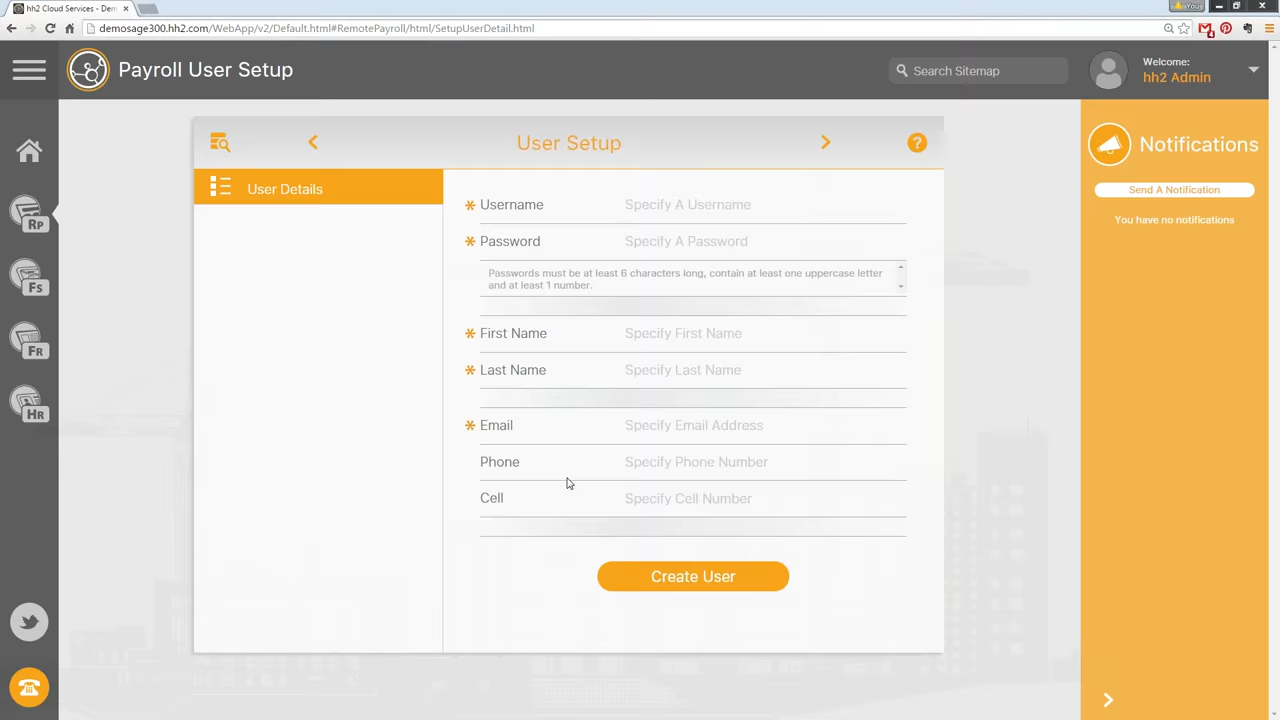 hh2 Cloud Services - Dem
You
demosage300.hh2.com/WebApp/v2/Default.html#RemotePayroll/html/SetupUserDetail.html
4
Payroll User Setup
Search Sitemap
Welcome:
hh2 Admin
User Setup
?
Notifications
Send A Notification
You have no notifications
User Details
* Username Specify A Username
* Password Specify A Password
Passwords must be at least 6 characters long, contain at least one uppercase letter
and at least 1 number.
* First Name Specify First Name
* Last Name Specify Last Name
* Email Specify Email Address
Phone Specify Phone Number
Cell Specify Cell Number
Create User
Rp
Fs
FR
HR